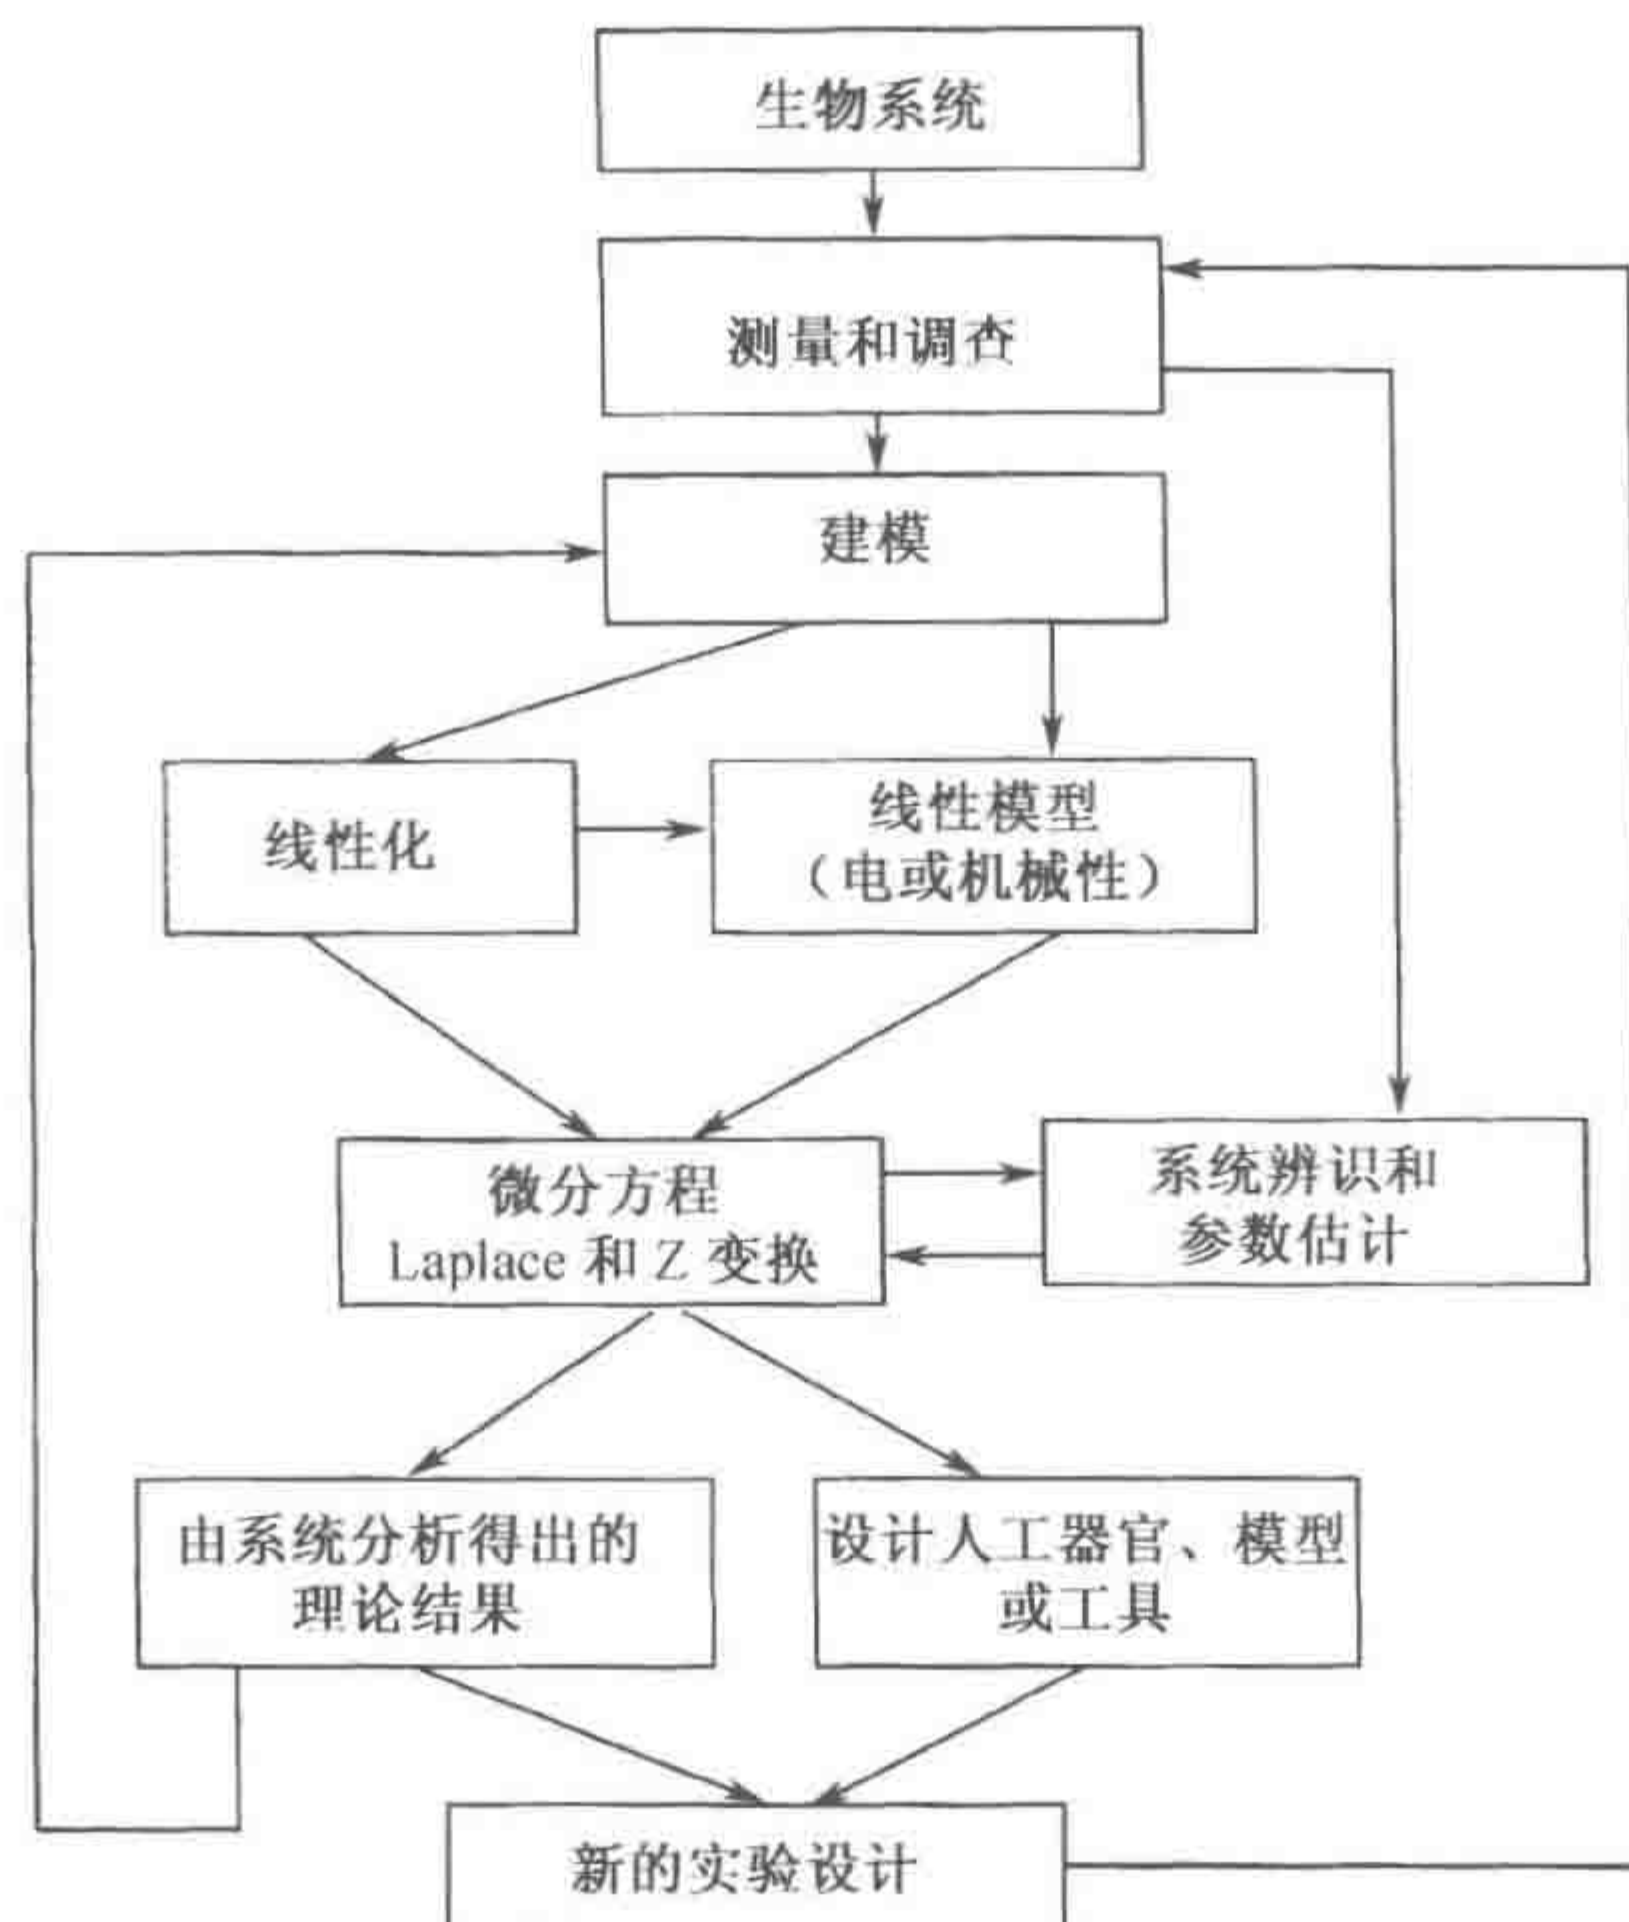 生物系统
测量和调查
建模
线性化
线性模型
（电或机械性）
微分方程
Laplace 和 Z 变换
系统辨识和
参数估计
由系统分析得出的
理论结果
设计人工器官、模型
或工具
新的实验设计